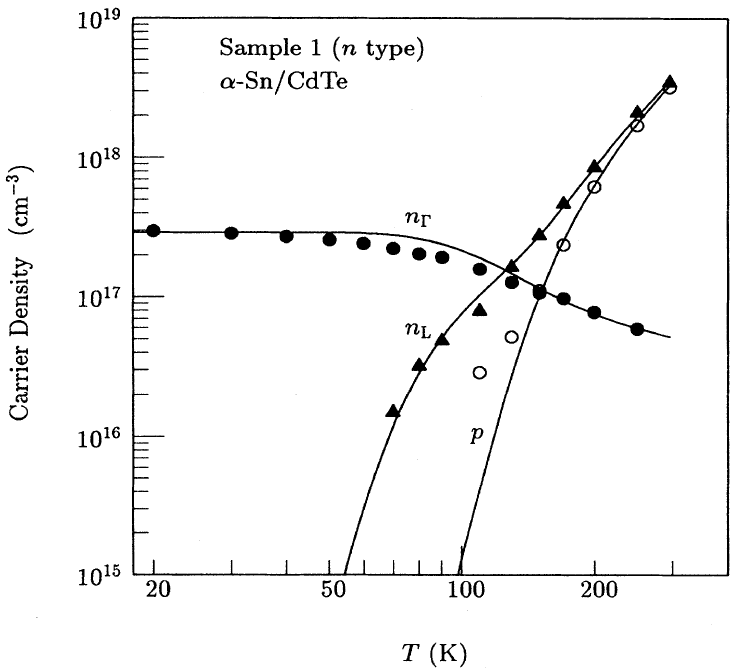 10^19
Sample 1 (n type)
α-Sn/CdTe
10^18
n_Γ
10^17
n_L
p
10^16
10^15
20
50
100
200
T (K)
Carrier Density (cm^−3)